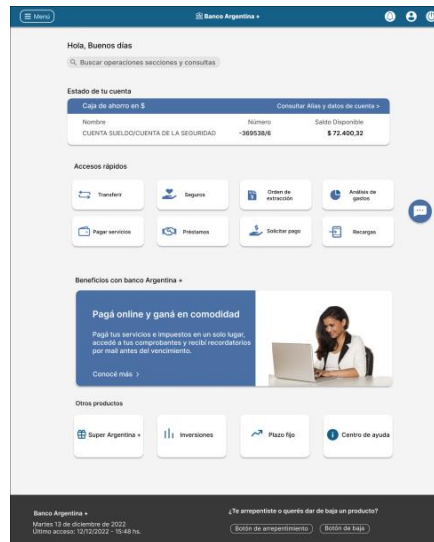 Menú
Banco Argentina +
Hola, Buenos días
Buscar operaciones secciones y consultas
Estado de tu cuenta
Caja de ahorro en $
Consultar Alias y datos de cuenta >
Nombre
Número
Saldo Disponible
CUENTA SUELDO/CUENTA DE LA SEGURIDAD
-369538/6
$ 72.400,32
Accesos rápidos
Transferir
Seguros
Orden de
extracción
Análisis de
gastos
Pagar servicios
Préstamos
Solicitar pago
Recargas
Beneficios con banco Argentina +
Pagá online y ganá en comodidad
Pagá tus servicios e impuestos en un solo lugar,
accedé a tus comprobantes y recibí recordatorios
por mail antes del vencimiento.
Conocé más >
Otros productos
Super Argentina +
Inversiones
Plazo fijo
Centro de ayuda
Banco Argentina +
Martes 13 de diciembre de 2022
Último acceso: 12/12/2022 - 15:48 hs.
¿Te arrepentiste o querés dar de baja un producto?
Botón de arrepentimiento
Botón de baja